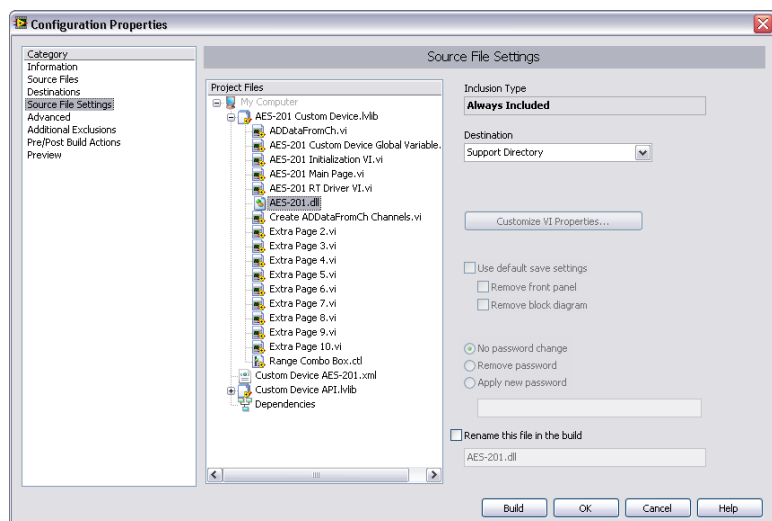 Configuration Properties
Category
Information
Source Files
Destinations
Source File Settings
Advanced
Additional Exclusions
Pre/Post Build Actions
Preview
Source File Settings
Project Files
My Computer
AES-201 Custom Device.lvlib
ADDataFromCh.vi
AES-201 Custom Device Global Variable.
AES-201 Initialization VI.vi
AES-201 Main Page.vi
AES-201 RT Driver VI.vi
AES-201.dll
Create ADDataFromCh Channels.vi
Extra Page 2.vi
Extra Page 3.vi
Extra Page 4.vi
Extra Page 5.vi
Extra Page 6.vi
Extra Page 7.vi
Extra Page 8.vi
Extra Page 9.vi
Extra Page 10.vi
Range Combo Box.ctl
Custom Device AES-201.xml
Custom Device API.lvlib
Dependencies
Inclusion Type
Always Included
Destination
Support Directory
Customize VI Properties...
Use default save settings
Remove front panel
Remove block diagram
No password change
Remove password
Apply new password
Rename this file in the build
AES-201.dll
Build OK Cancel Help